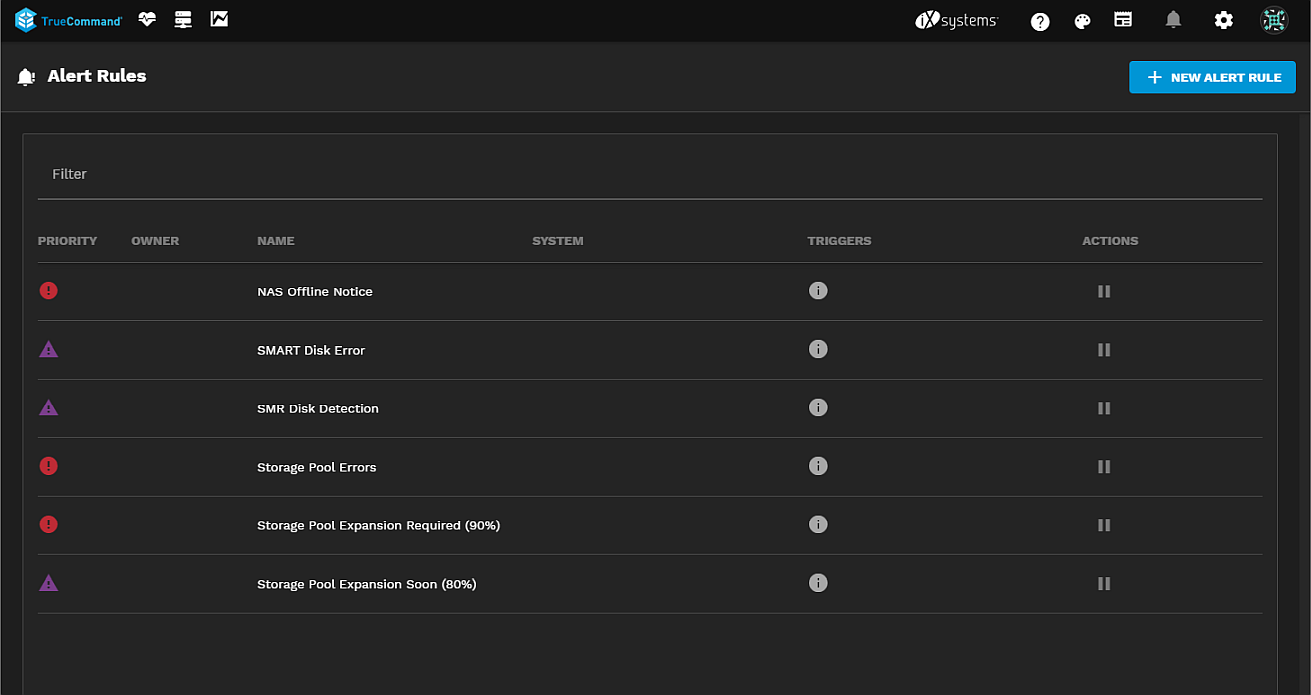 TrueCommand
iXsystems
Alert Rules
NEW ALERT RULE
Filter
PRIORITY OWNER NAME SYSTEM TRIGGERS ACTIONS
NAS Offline Notice
SMART Disk Error
SMR Disk Detection
Storage Pool Errors
Storage Pool Expansion Required (90%)
Storage Pool Expansion Soon (80%)